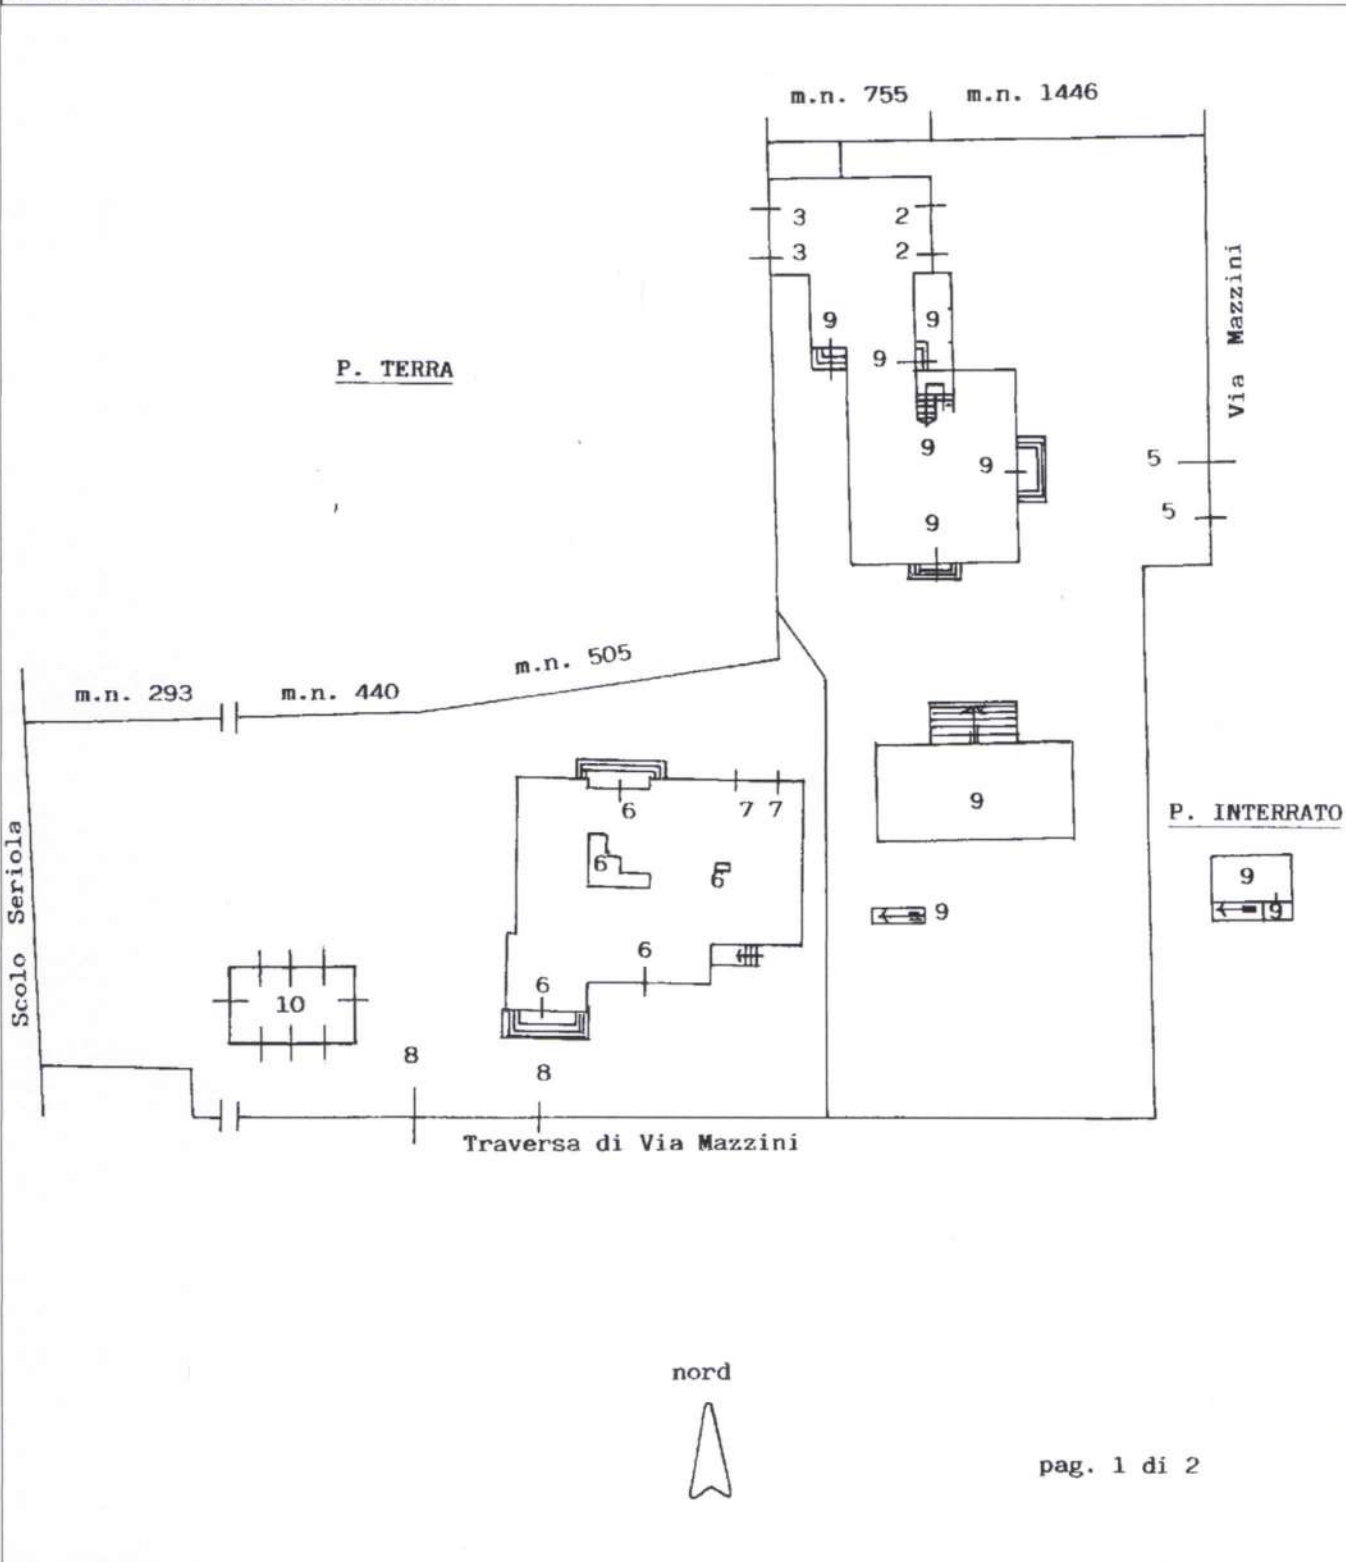 m.n. 755 m.n. 1446
3 2
3 2
Via Mazzini
9 9
9
P. TERRA
9
9
5
5
9
m.n. 505
m.n. 293 m.n. 440
6 7 7
9
P. INTERRATO
6
6
9
9
9
Scolo Seriola
6
6
10
8
8
Traversa di Via Mazzini
nord
pag. 1 di 2